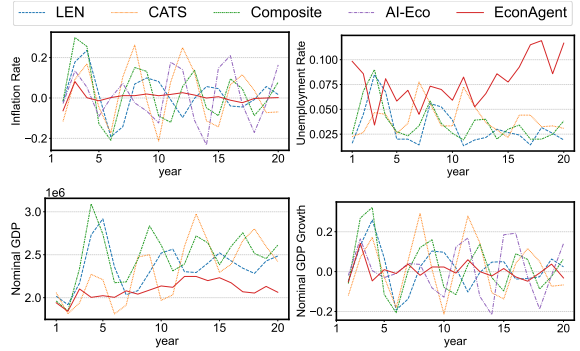 LEN CATS Composite AI-Eco EconAgent
Inflation Rate
0.2
0.0
−0.2
1 5 10 15 20
year
Unemployment Rate
0.100
0.075
0.050
0.025
1 5 10 15 20
year
1e6
Nominal GDP
3.0
2.5
2.0
1 5 10 15 20
year
Nominal GDP Growth
0.2
0.0
−0.2
1 5 10 15 20
year